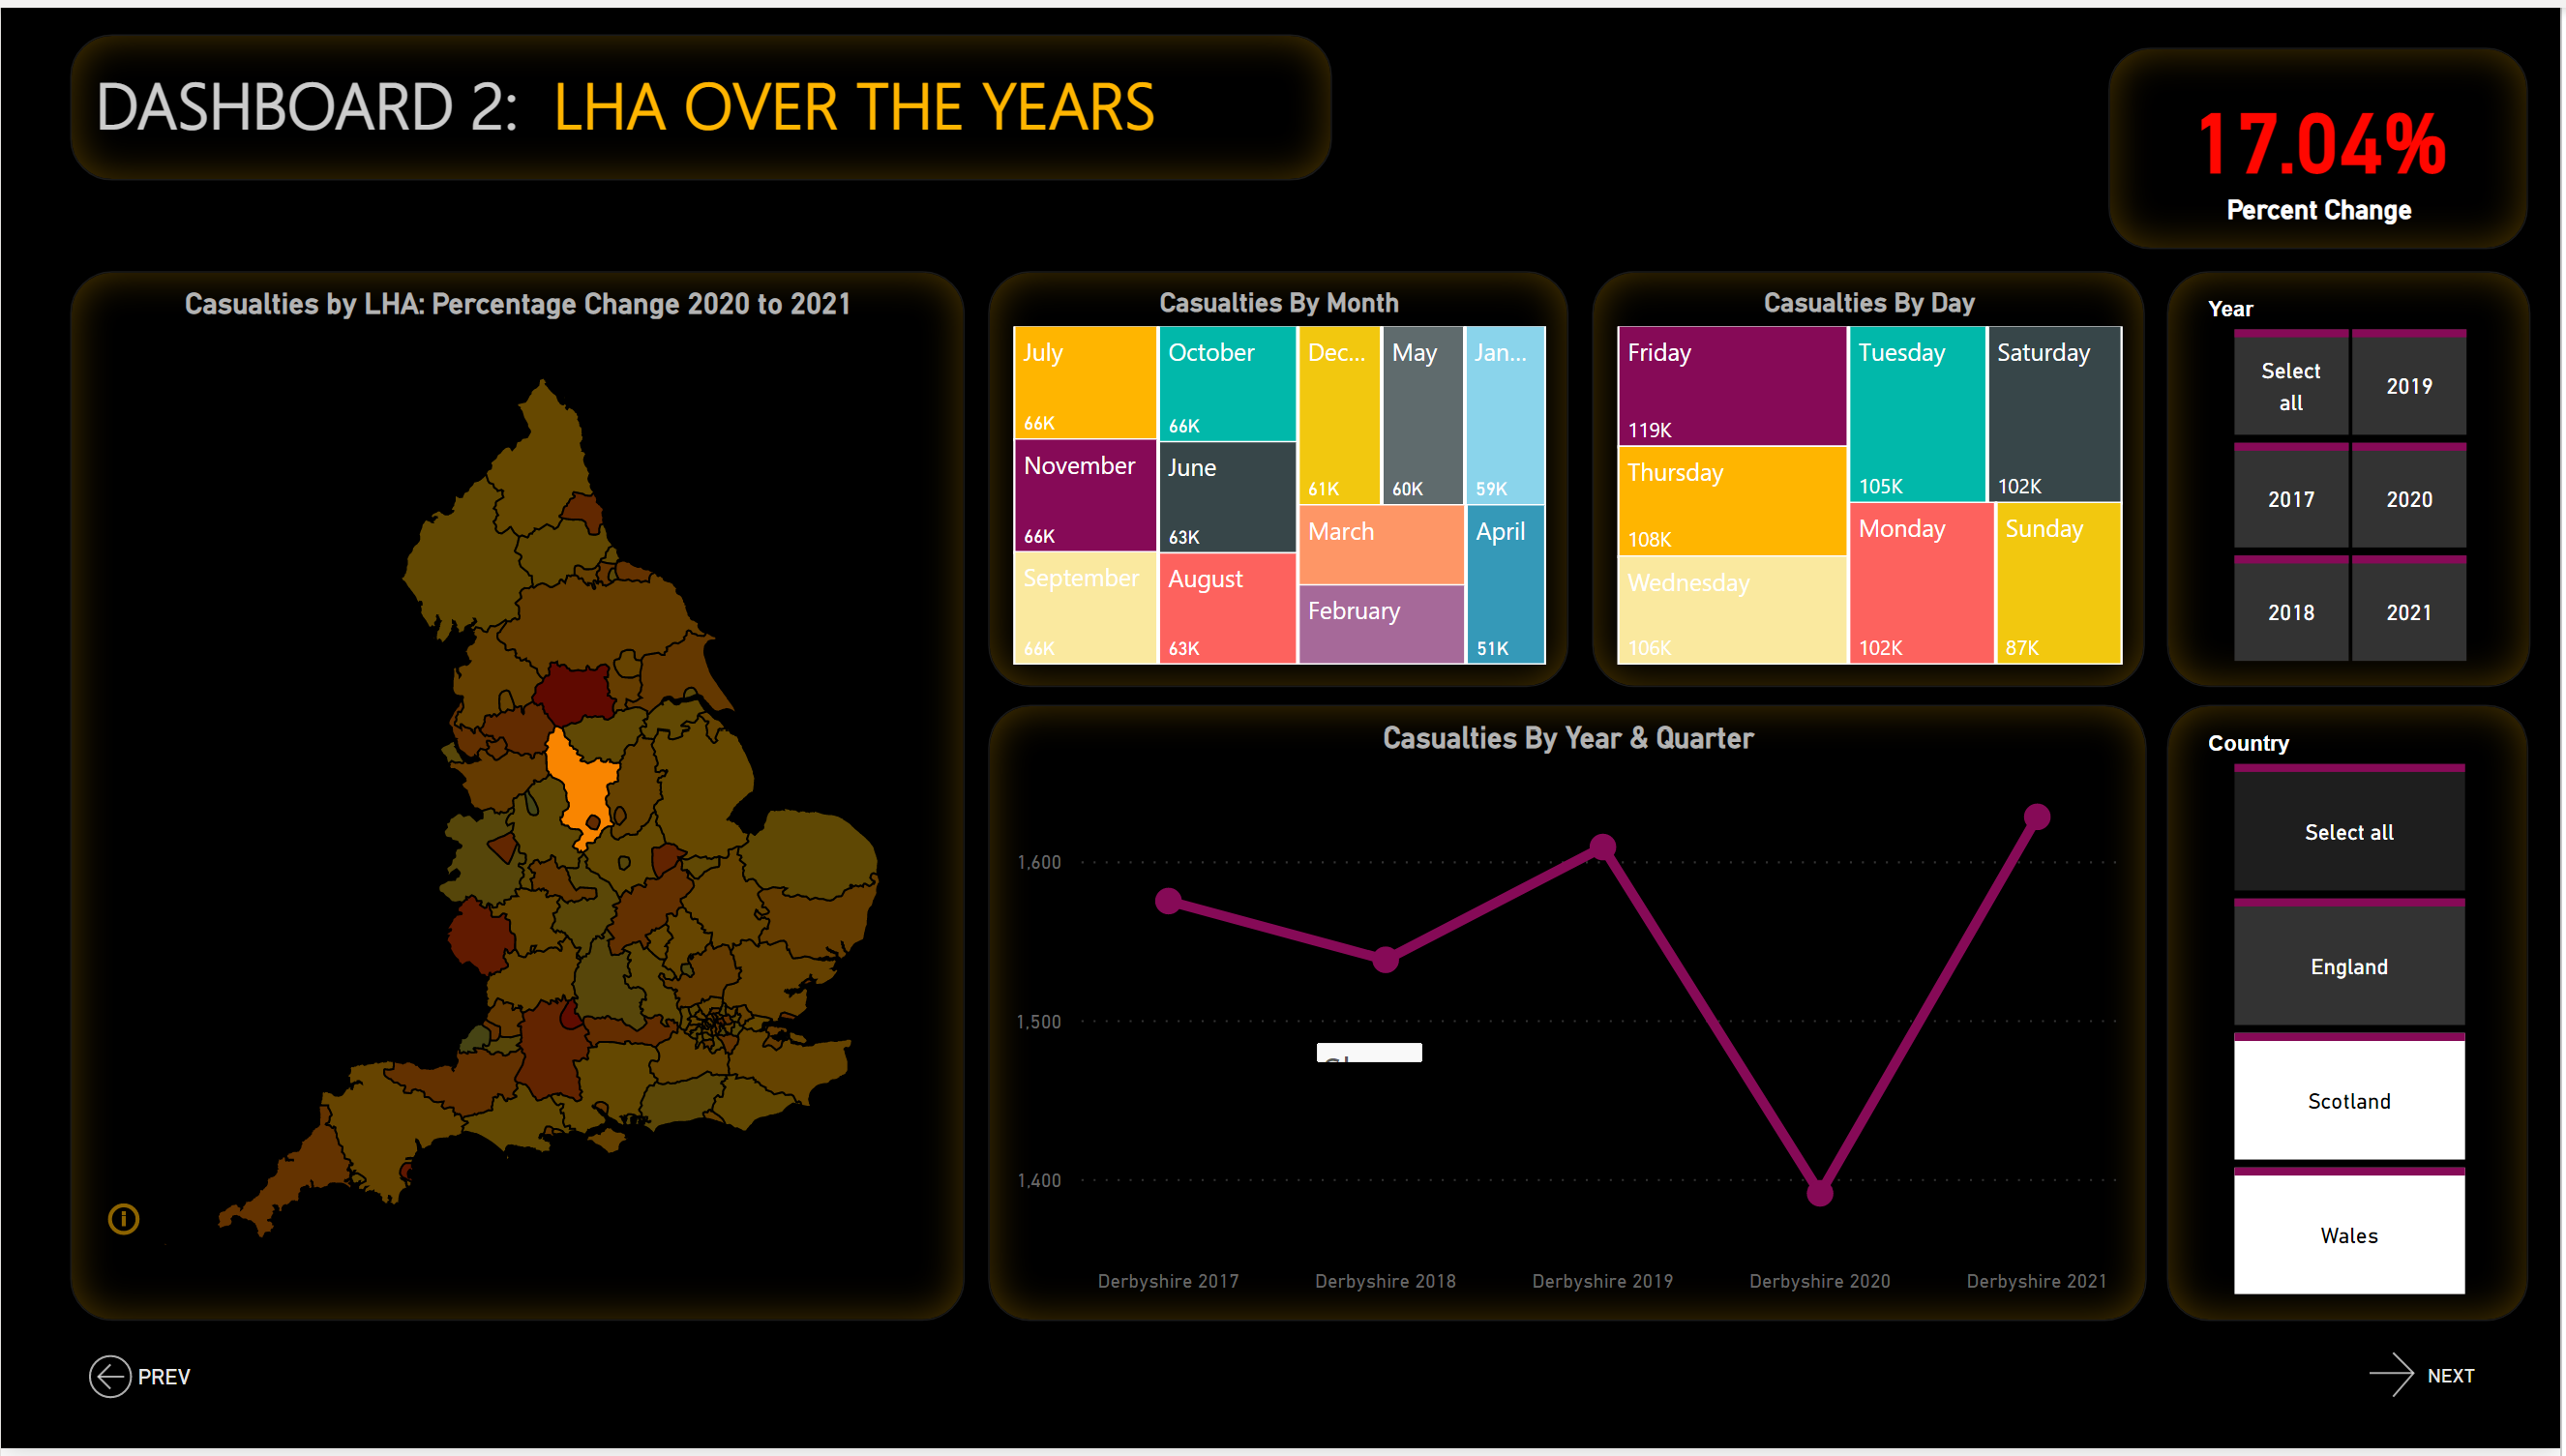 DASHBOARD 2: LHA OVER THE YEARS
17.04%
Percent Change
Casualties by LHA: Percentage Change 2020 to 2021
Casualties By Month
July
66K
November
66K
September
66K
October
66K
June
63K
August
63K
Dec...
61K
May
60K
Jan...
59K
March
February
April
51K
Casualties By Day
Friday
119K
Thursday
108K
Wednesday
106K
Tuesday
105K
Saturday
102K
Monday
102K
Sunday
87K
Year
Select
all
2019
2017
2020
2018
2021
Casualties By Year & Quarter
1,600
1,500
1,400
Derbyshire 2017
Derbyshire 2018
Derbyshire 2019
Derbyshire 2020
Derbyshire 2021
Country
Select all
England
Scotland
Wales
PREV
NEXT